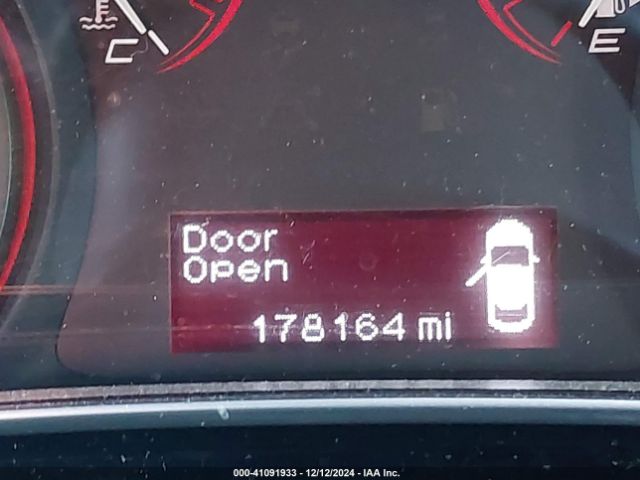 C
E
Door
Open
178164 mi
000-41091933 - 12/12/2024 - IAA Inc.